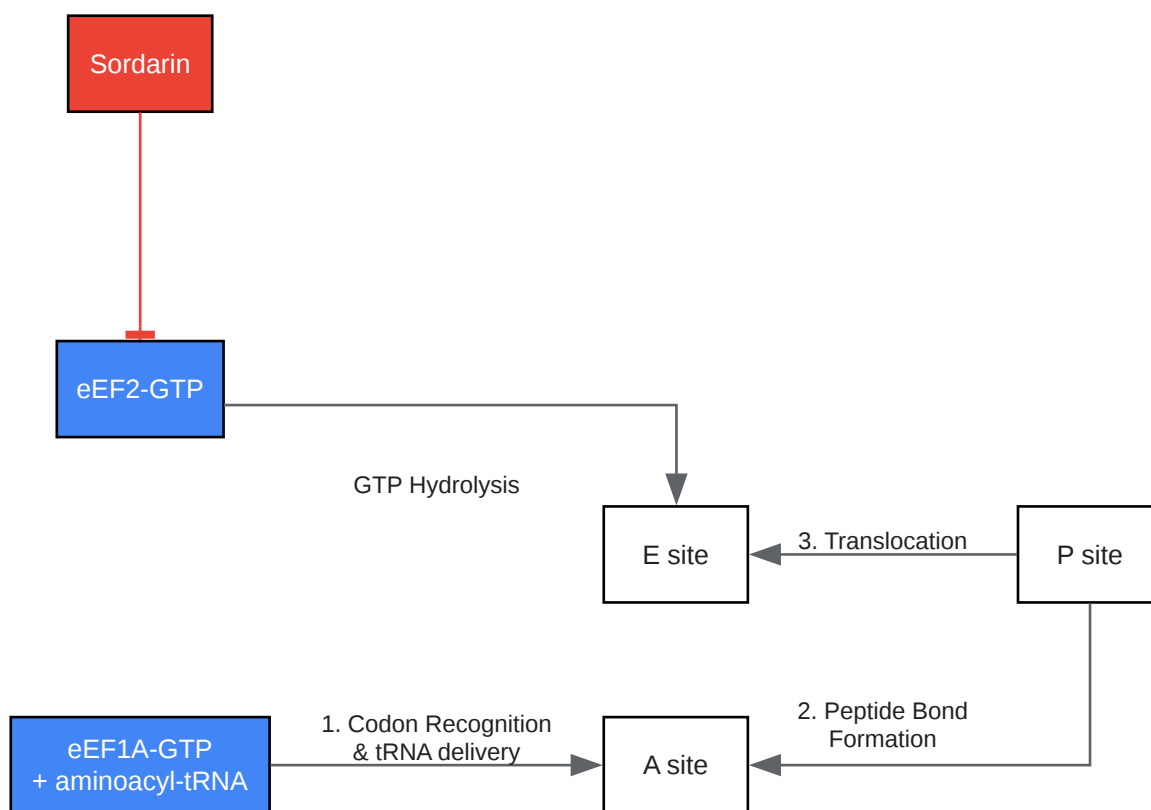 Sordarin
eEF2-GTP
GTP Hydrolysis
E site
3. Translocation
P site
eEF1A-GTP
+ aminoacyl-tRNA
1. Codon Recognition
& tRNA delivery
A site
2. Peptide Bond
Formation